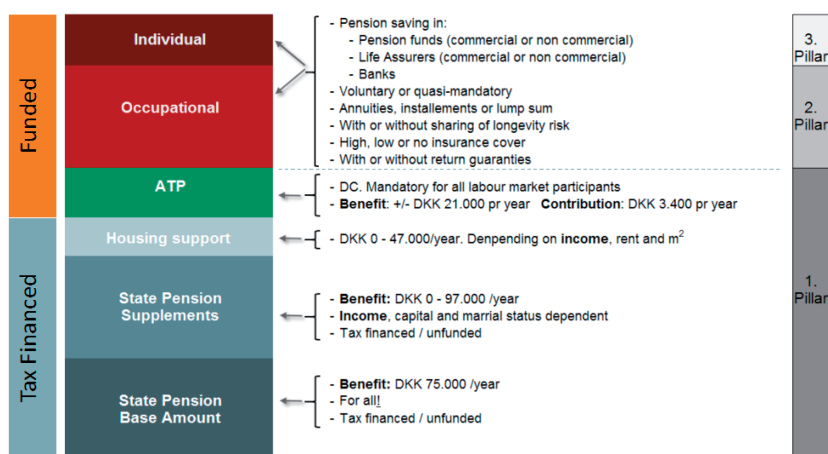 Funded
Tax Financed
Individual
Occupational
ATP
Housing support
State Pension
Supplements
State Pension
Base Amount
- Pension saving in:
- Pension funds (commercial or non commercial)
- Life Assurers (commercial or non commercial)
- Banks
- Voluntary or quasi-mandatory
- Annuities, installements or lump sum
- With or without sharing of longevity risk
- High, low or no insurance cover
- With or without return guaranties
- DC. Mandatory for all labour market participants
- Benefit: +/- DKK 21.000 pr year Contribution: DKK 3.400 pr year
- DKK 0 - 47.000/year. Denpending on income, rent and m²
- Benefit: DKK 0 - 97.000 /year
- Income, capital and marrial status dependent
- Tax financed / unfunded
- Benefit: DKK 75.000 /year
- For all!
- Tax financed / unfunded
3.
Pillar
2.
Pillar
1.
Pillar